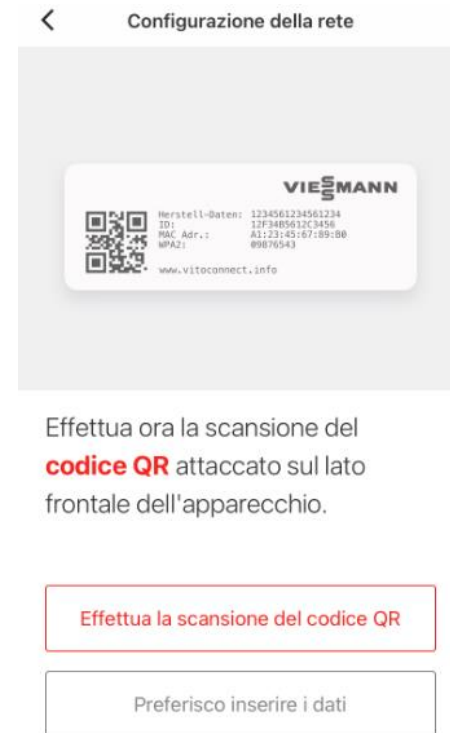 Configurazione della rete
VIESSMANN
Herstell-Daten: 1234561234561234
ID: 12F34B5612C3456
MAC Adr.: A1:23:45:67:89:B0
WPA2: 09876543
www.vitoconnect.info
Effettua ora la scansione del
codice QR attaccato sul lato
frontale dell'apparecchio.
Effettua la scansione del codice QR
Preferisco inserire i dati